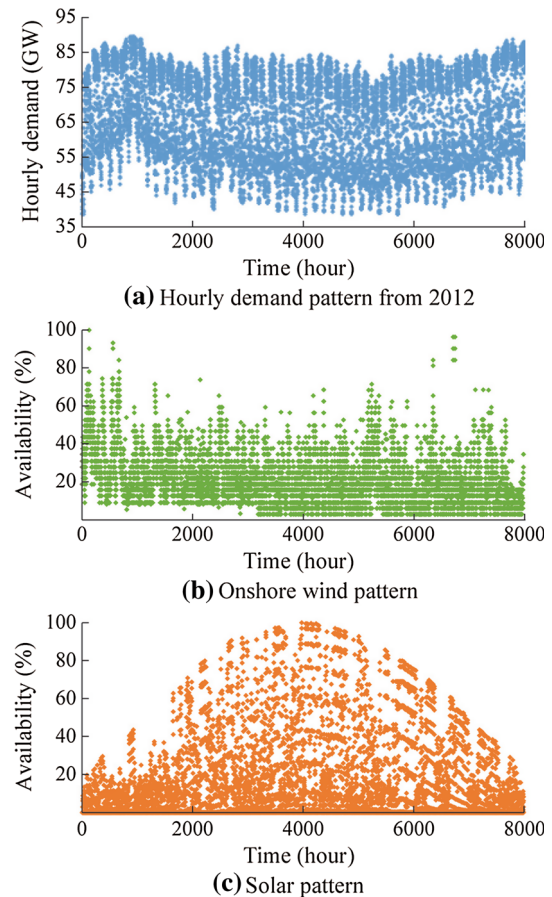 Hourly demand (GW)
95
85
75
65
55
45
35
0 2000 4000 6000 8000
Time (hour)
(a) Hourly demand pattern from 2012
Availability (%)
100
80
60
40
20
0 2000 4000 6000 8000
Time (hour)
(b) Onshore wind pattern
Availability (%)
100
80
60
40
20
0 2000 4000 6000 8000
Time (hour)
(c) Solar pattern